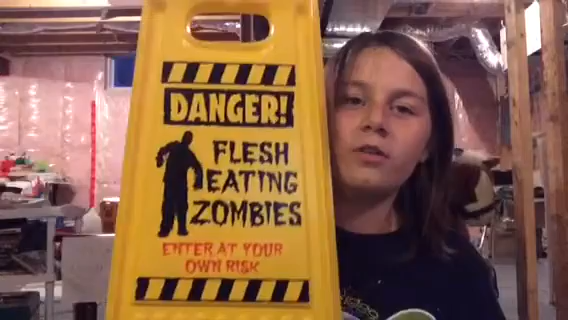 DANGER!
FLESH
EATING
ZOMBIES
ENTER AT YOUR
OWN RISK